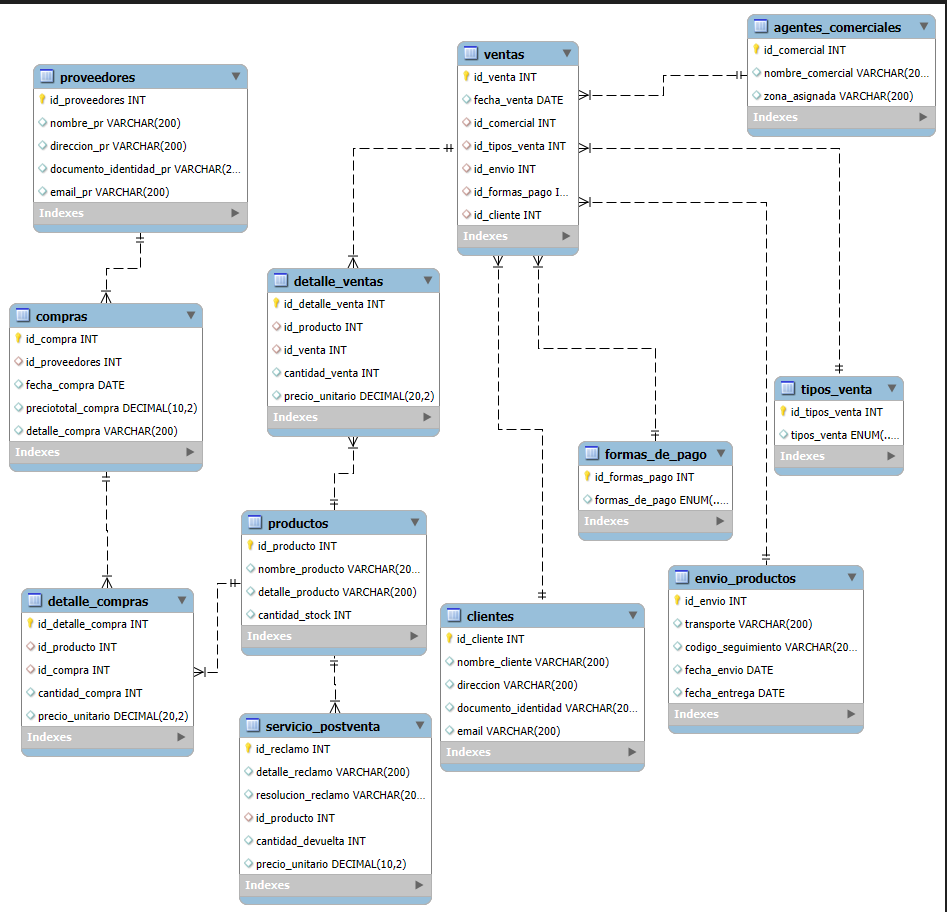 proveedores
id_proveedores INT
nombre_pr VARCHAR(200)
direccion_pr VARCHAR(200)
documento_identidad_pr VARCHAR(2...
email_pr VARCHAR(200)
Indexes
compras
id_compra INT
id_proveedores INT
fecha_compra DATE
preciototal_compra DECIMAL(10,2)
detalle_compra VARCHAR(200)
Indexes
detalle_compras
id_detalle_compra INT
id_producto INT
id_compra INT
cantidad_compra INT
precio_unitario DECIMAL(20,2)
Indexes
detalle_ventas
id_detalle_venta INT
id_producto INT
id_venta INT
cantidad_venta INT
precio_unitario DECIMAL(20,2)
Indexes
productos
id_producto INT
nombre_producto VARCHAR(20...
detalle_producto VARCHAR(200)
cantidad_stock INT
Indexes
servicio_postventa
id_reclamo INT
detalle_reclamo VARCHAR(200)
resolucion_reclamo VARCHAR(20...
id_producto INT
cantidad_devuelta INT
precio_unitario DECIMAL(10,2)
Indexes
ventas
id_venta INT
fecha_venta DATE
id_comercial INT
id_tipos_venta INT
id_envio INT
id_formas_pago I...
id_cliente INT
Indexes
clientes
id_cliente INT
nombre_cliente VARCHAR(200)
direccion VARCHAR(200)
documento_identidad VARCHAR(20...
email VARCHAR(200)
Indexes
formas_de_pago
id_formas_pago INT
formas_de_pago ENUM(...
Indexes
agentes_comerciales
id_comercial INT
nombre_comercial VARCHAR(20...
zona_asignada VARCHAR(200)
Indexes
tipos_venta
id_tipos_venta INT
tipos_venta ENUM(...
Indexes
envio_productos
id_envio INT
transporte VARCHAR(200)
codigo_seguimiento VARCHAR(20...
fecha_envio DATE
fecha_entrega DATE
Indexes